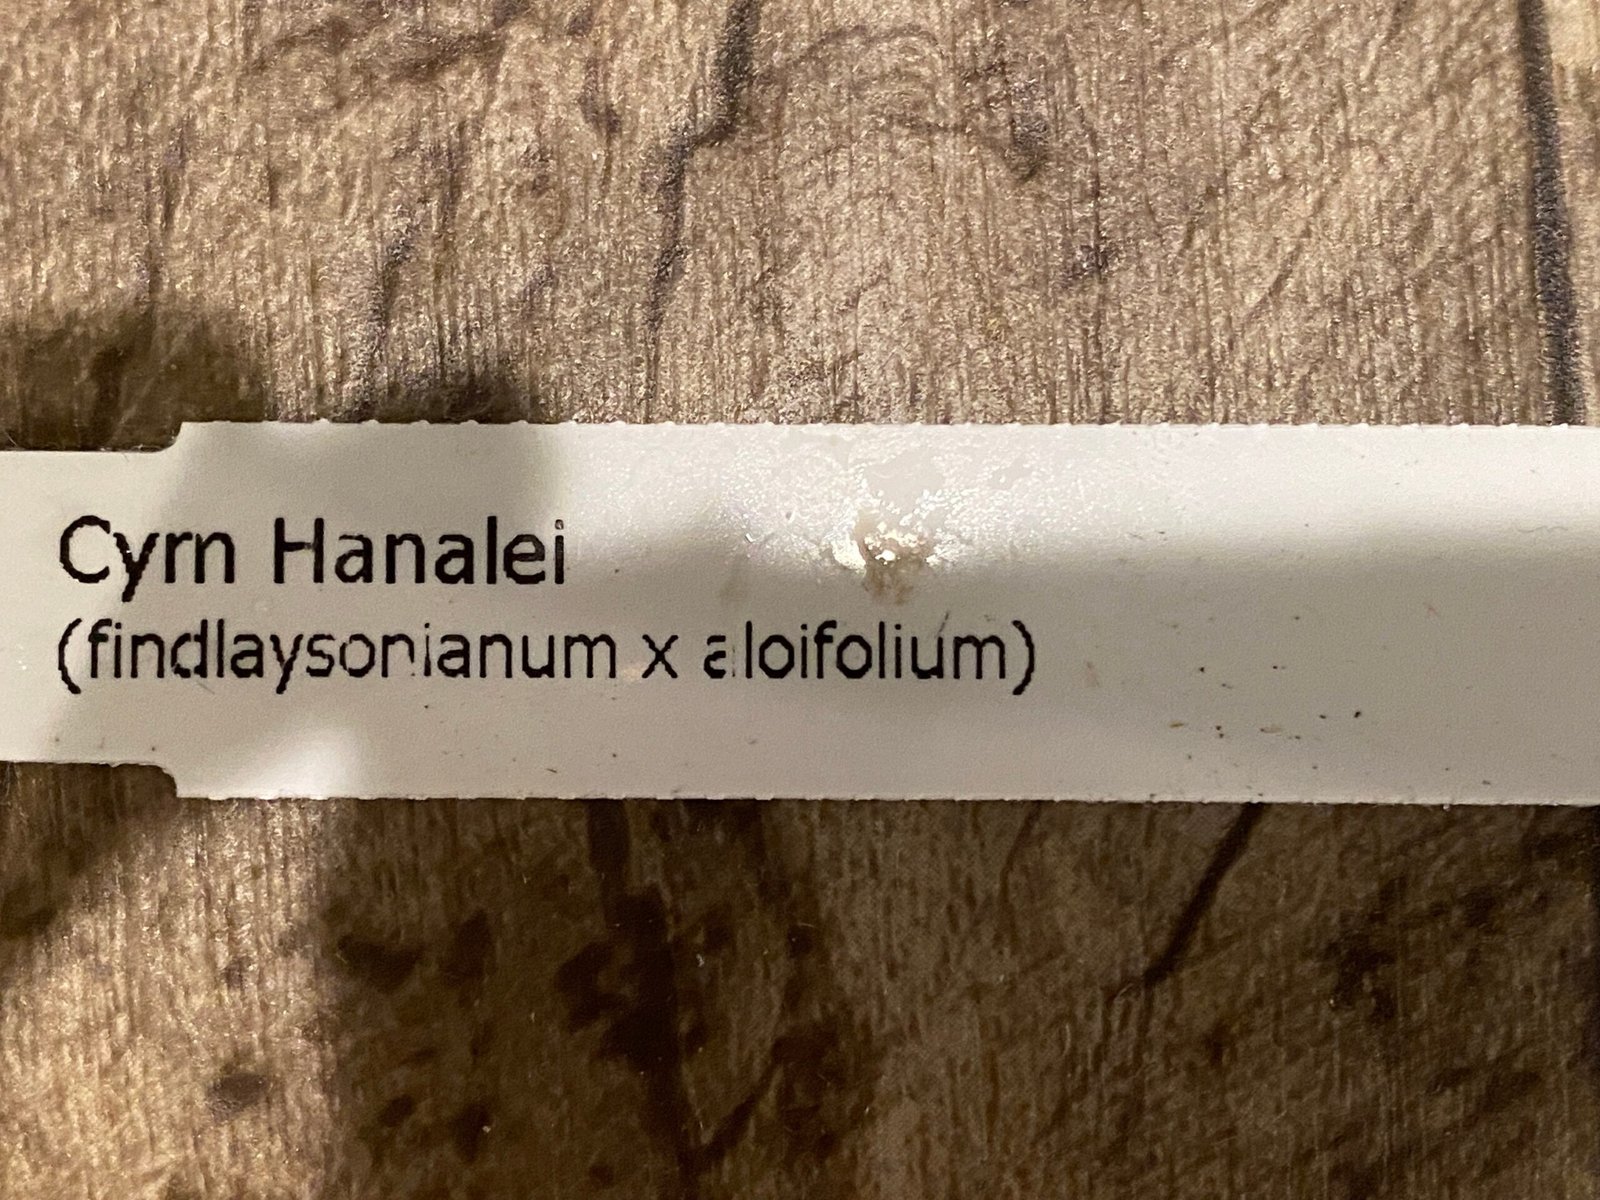 Cyrn Hanalei
(findlaysonianum x aloifolium)